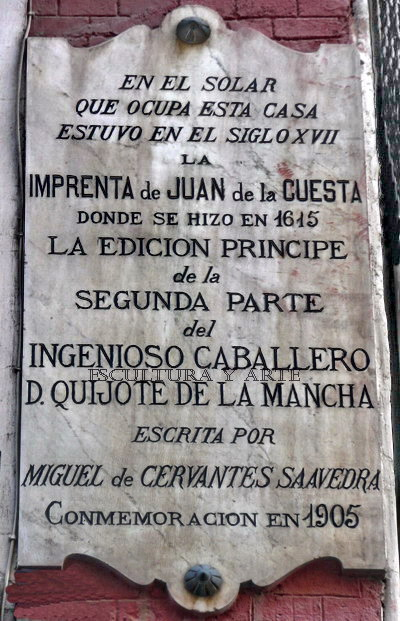 EN EL SOLAR
QUE OCUPA ESTA CASA
ESTUVO EN EL SIGLO XVII
LA
IMPRENTA de JUAN de la CUESTA
DONDE SE HIZO EN 1615
LA EDICION PRINCIPE
de la
SEGUNDA PARTE
del
INGENIOSO CABALLERO
ESCULTURA Y ARTE
D. QUIJOTE DE LA MANCHA
ESCRITA POR
MIGUEL de CERVANTES SAAVEDRA
CONMEMORACION EN 1905